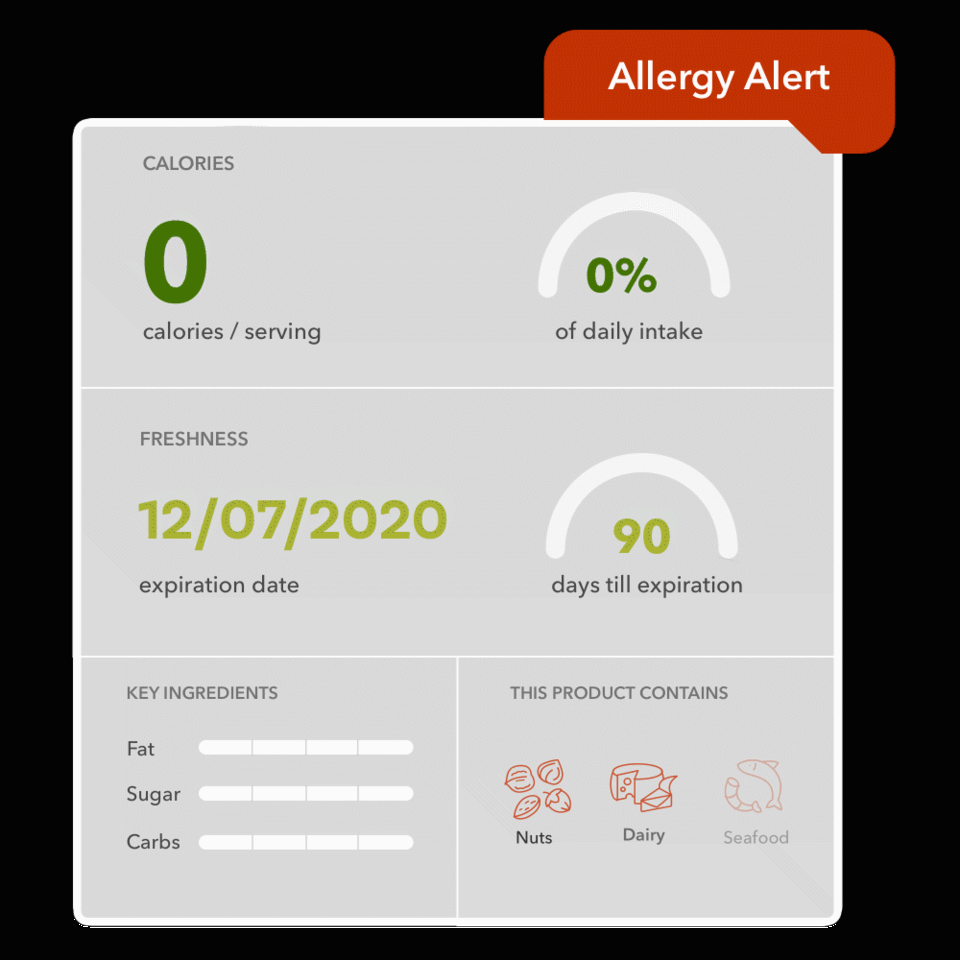 Allergy Alert
CALORIES
0
0%
calories / serving
of daily intake
FRESHNESS
12/07/2020
90
expiration date
days till expiration
KEY INGREDIENTS
Fat
Sugar
Carbs
THIS PRODUCT CONTAINS
Nuts
Dairy
Seafood